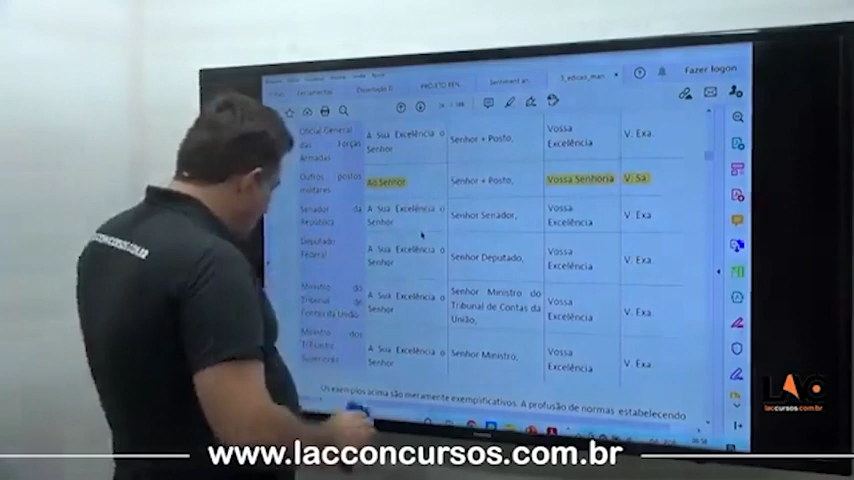 PROJETO REN...
3_edicao_man...
Fazer logon
Ferramentas
Oficial General
das Forças
Armadas
A Sua Excelência o
Senhor
Senhor + Posto,
Vossa
Excelência
V. Exa.
Outros postos
militares
Ao Senhor
Senhor + Posto,
Vossa Senhoria
V. Sa.
Senador da
República
A Sua Excelência o
Senhor
Senhor Senador,
Vossa
Excelência
V. Exa
Deputado
Federal
A Sua Excelência o
Senhor
Senhor Deputado,
Vossa
Excelência
V. Exa.
Ministro do
Tribunal de
Contas da União
A Sua Excelência o
Senhor
Senhor Ministro do
Tribunal de Contas da
União,
Vossa
Excelência
V. Exa.
Ministro dos
Tribunais
Superiores
A Sua Excelência o
Senhor
Senhor Ministro,
Vossa
Excelência
V. Exa.
Os exemplos acima são meramente exemplificativos. A profusão de normas estabelecendo
LAC
lacconcursos.com.br
www.lacconcursos.com.br